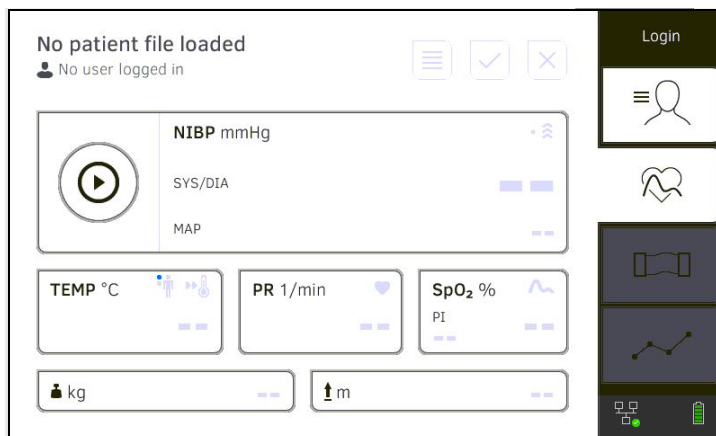 No patient file loaded
No user logged in
Login
NIBP mmHg
SYS/DIA
MAP
TEMP °C
PR 1/min
SpO₂ %
PI
kg
m